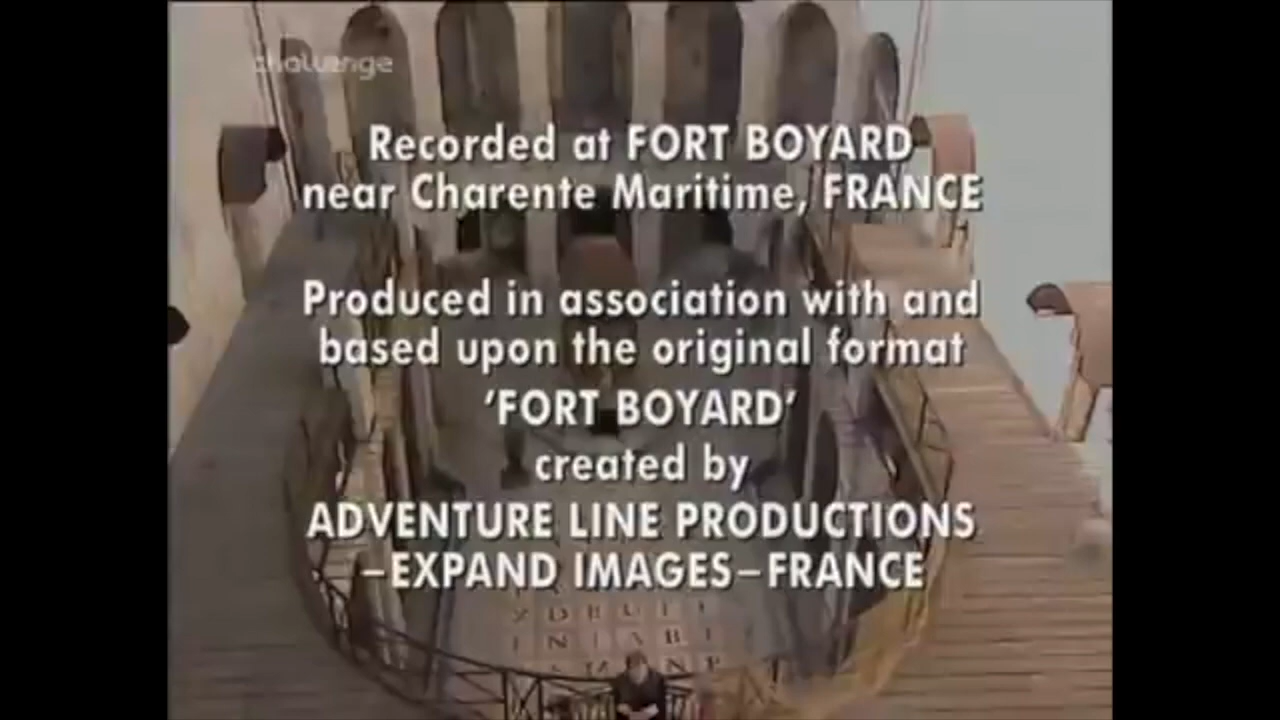 challenge
Recorded at FORT BOYARD
near Charente Maritime, FRANCE
Produced in association with and
based upon the original format
'FORT BOYARD'
created by
ADVENTURE LINE PRODUCTIONS
–EXPAND IMAGES–FRANCE